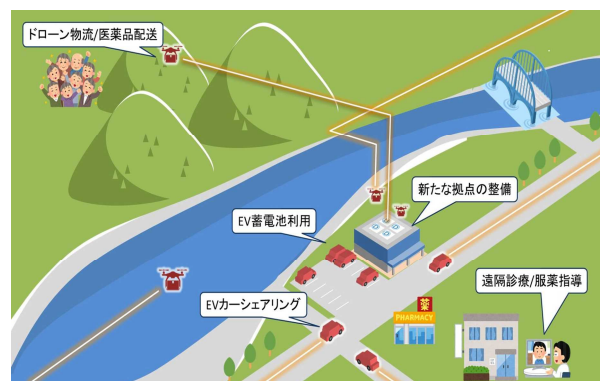 ドローン物流/医薬品配送
新たな拠点の整備
EV蓄電池利用
遠隔診療/服薬指導
EVカーシェアリング
薬
PHARMACY